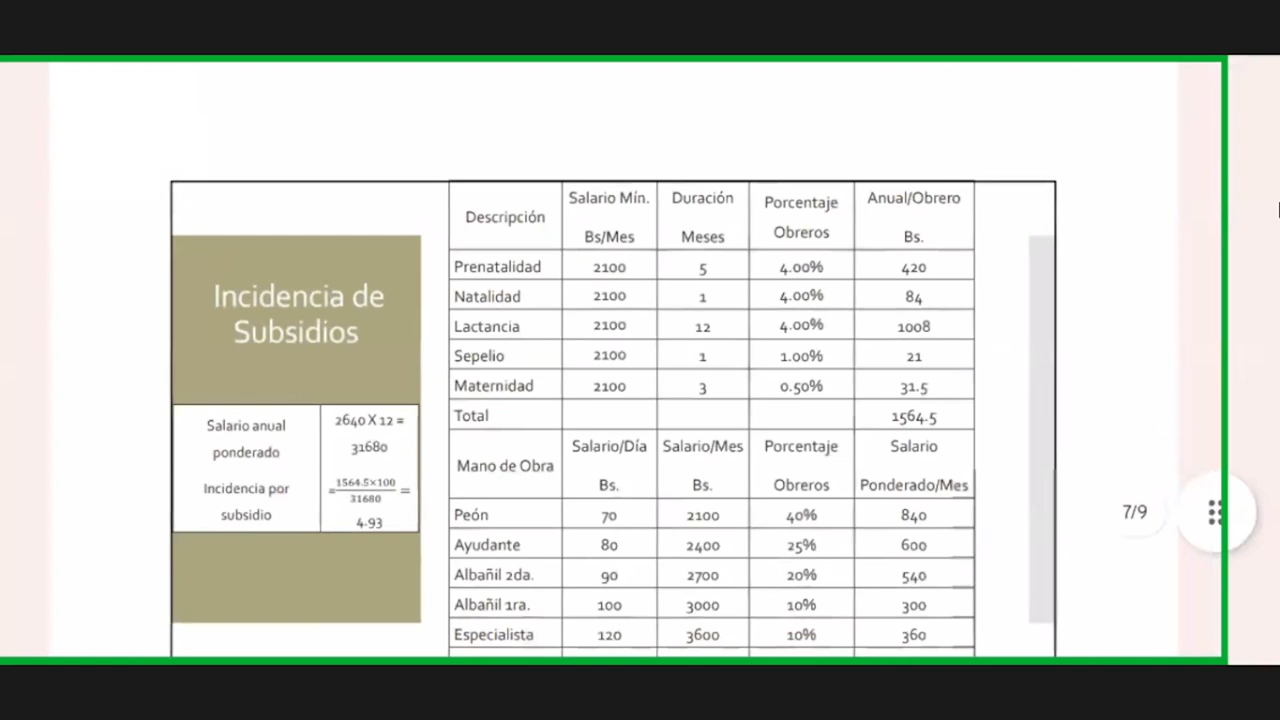 Incidencia de
Subsidios
Salario anual
ponderado
2640 X 12 =
31680
Incidencia por
subsidio
=1564.5×100
31680
=
4.93
Descripción
Salario Mín.
Bs/Mes
Duración
Meses
Porcentaje
Obreros
Anual/Obrero
Bs.
Prenatalidad 2100 5 4.00% 420
Natalidad 2100 1 4.00% 84
Lactancia 2100 12 4.00% 1008
Sepelio 2100 1 1.00% 21
Maternidad 2100 3 0.50% 31.5
Total 1564.5
Mano de Obra
Salario/Día
Bs.
Salario/Mes
Bs.
Porcentaje
Obreros
Salario
Ponderado/Mes
Peón 70 2100 40% 840
Ayudante 80 2400 25% 600
Albañil 2da. 90 2700 20% 540
Albañil 1ra. 100 3000 10% 300
Especialista 120 3600 10% 360
7/9